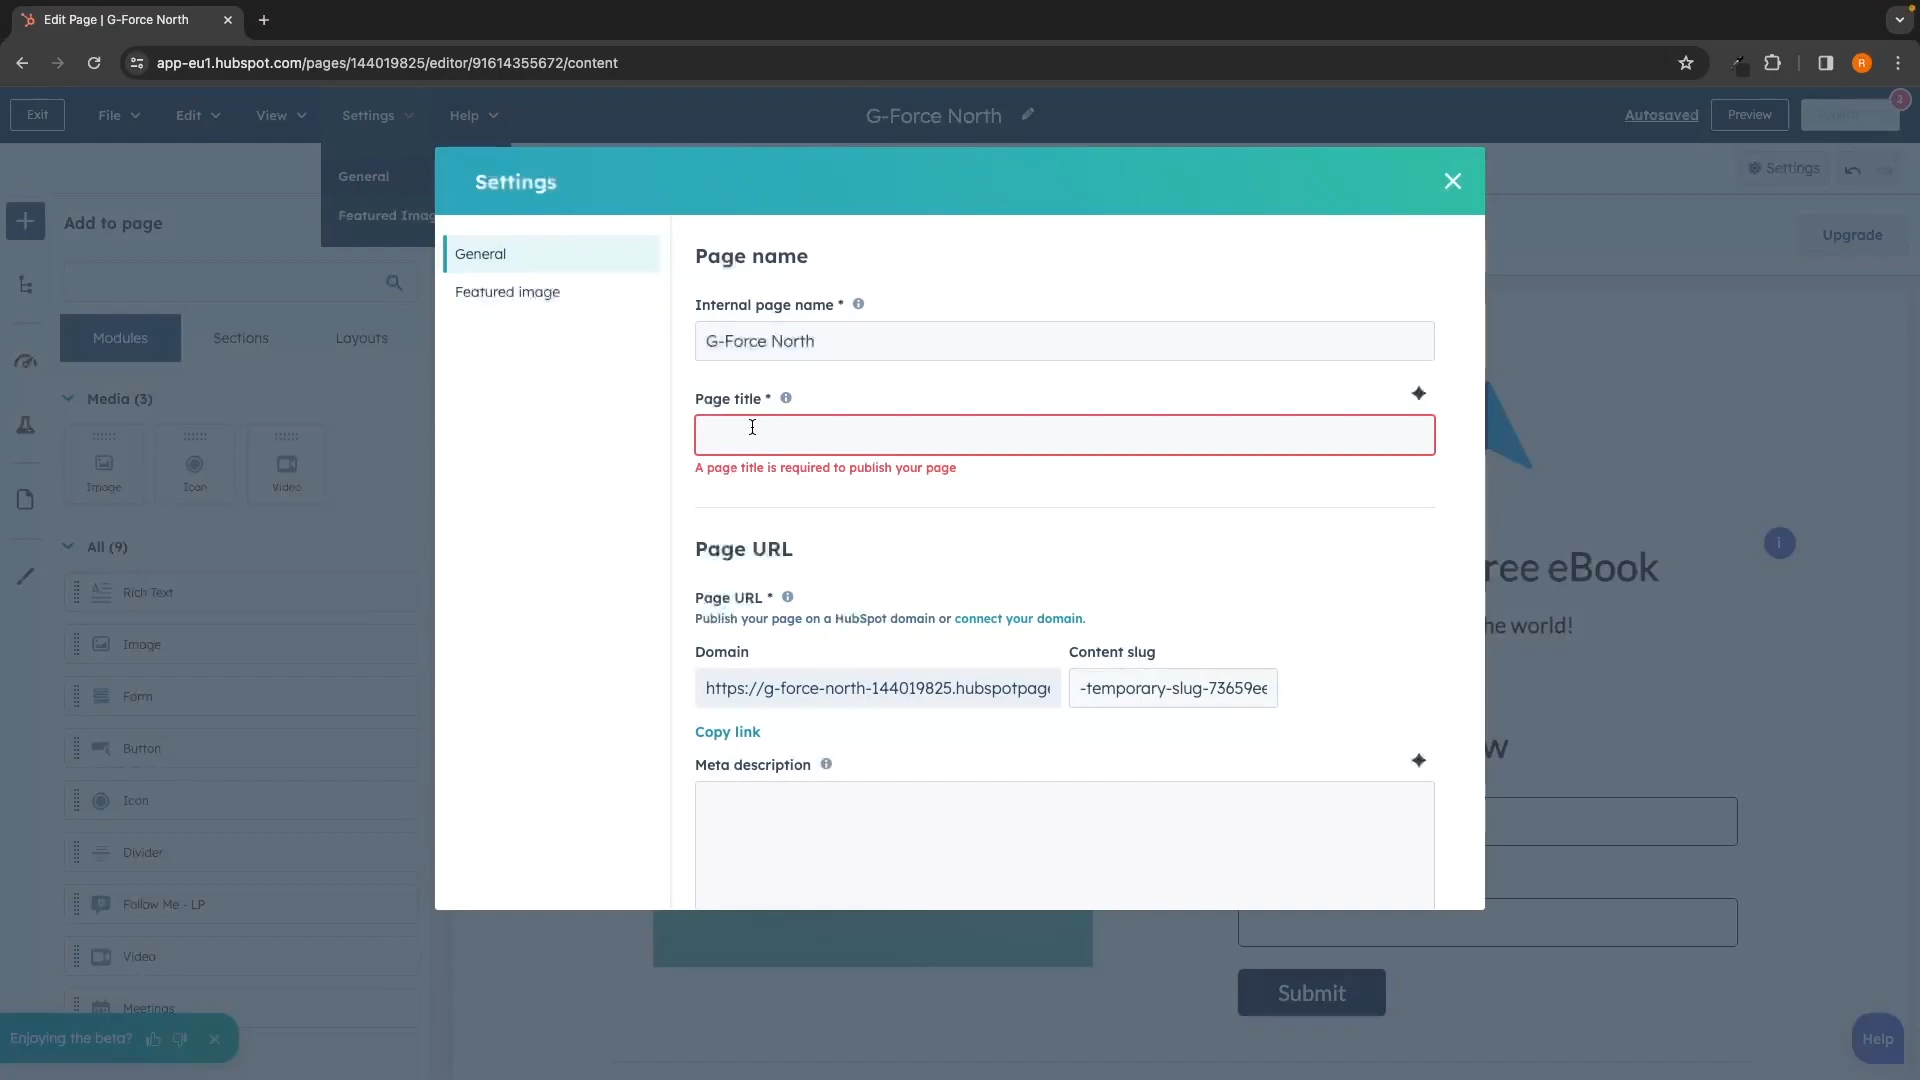 Edit Page | G-Force North
app-eu1.hubspot.com/pages/144019825/editor/91614355672/content
R
Exit
File
Edit
View
Settings
Help
G-Force North
Autosaved
Preview
2
General
Featured Imag
Settings
Settings
Upgrade
Add to page
Modules
Sections
Layouts
Media (3)
Image
Icon
Video
All (9)
Rich Text
Image
Form
Button
Icon
Divider
Follow Me - LP
Video
Meetings
Enjoying the beta?
General
Featured image
Page name
Internal page name *
G-Force North
Page title *
A page title is required to publish your page
Page URL
Page URL *
Publish your page on a HubSpot domain or connect your domain.
Domain
Content slug
https://g-force-north-144019825.hubspotpage
-temporary-slug-73659ee
Copy link
Meta description
ree eBook
he world!
w
Submit
Help